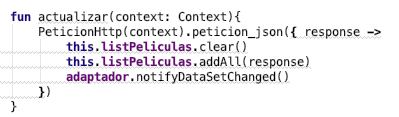 fun actualizar(context: Context){
    PeticionHttp(context).peticion_json({ response ->
        this.listPeliculas.clear()
        this.listPeliculas.addAll(response)
        adaptador.notifyDataSetChanged()
    })
}